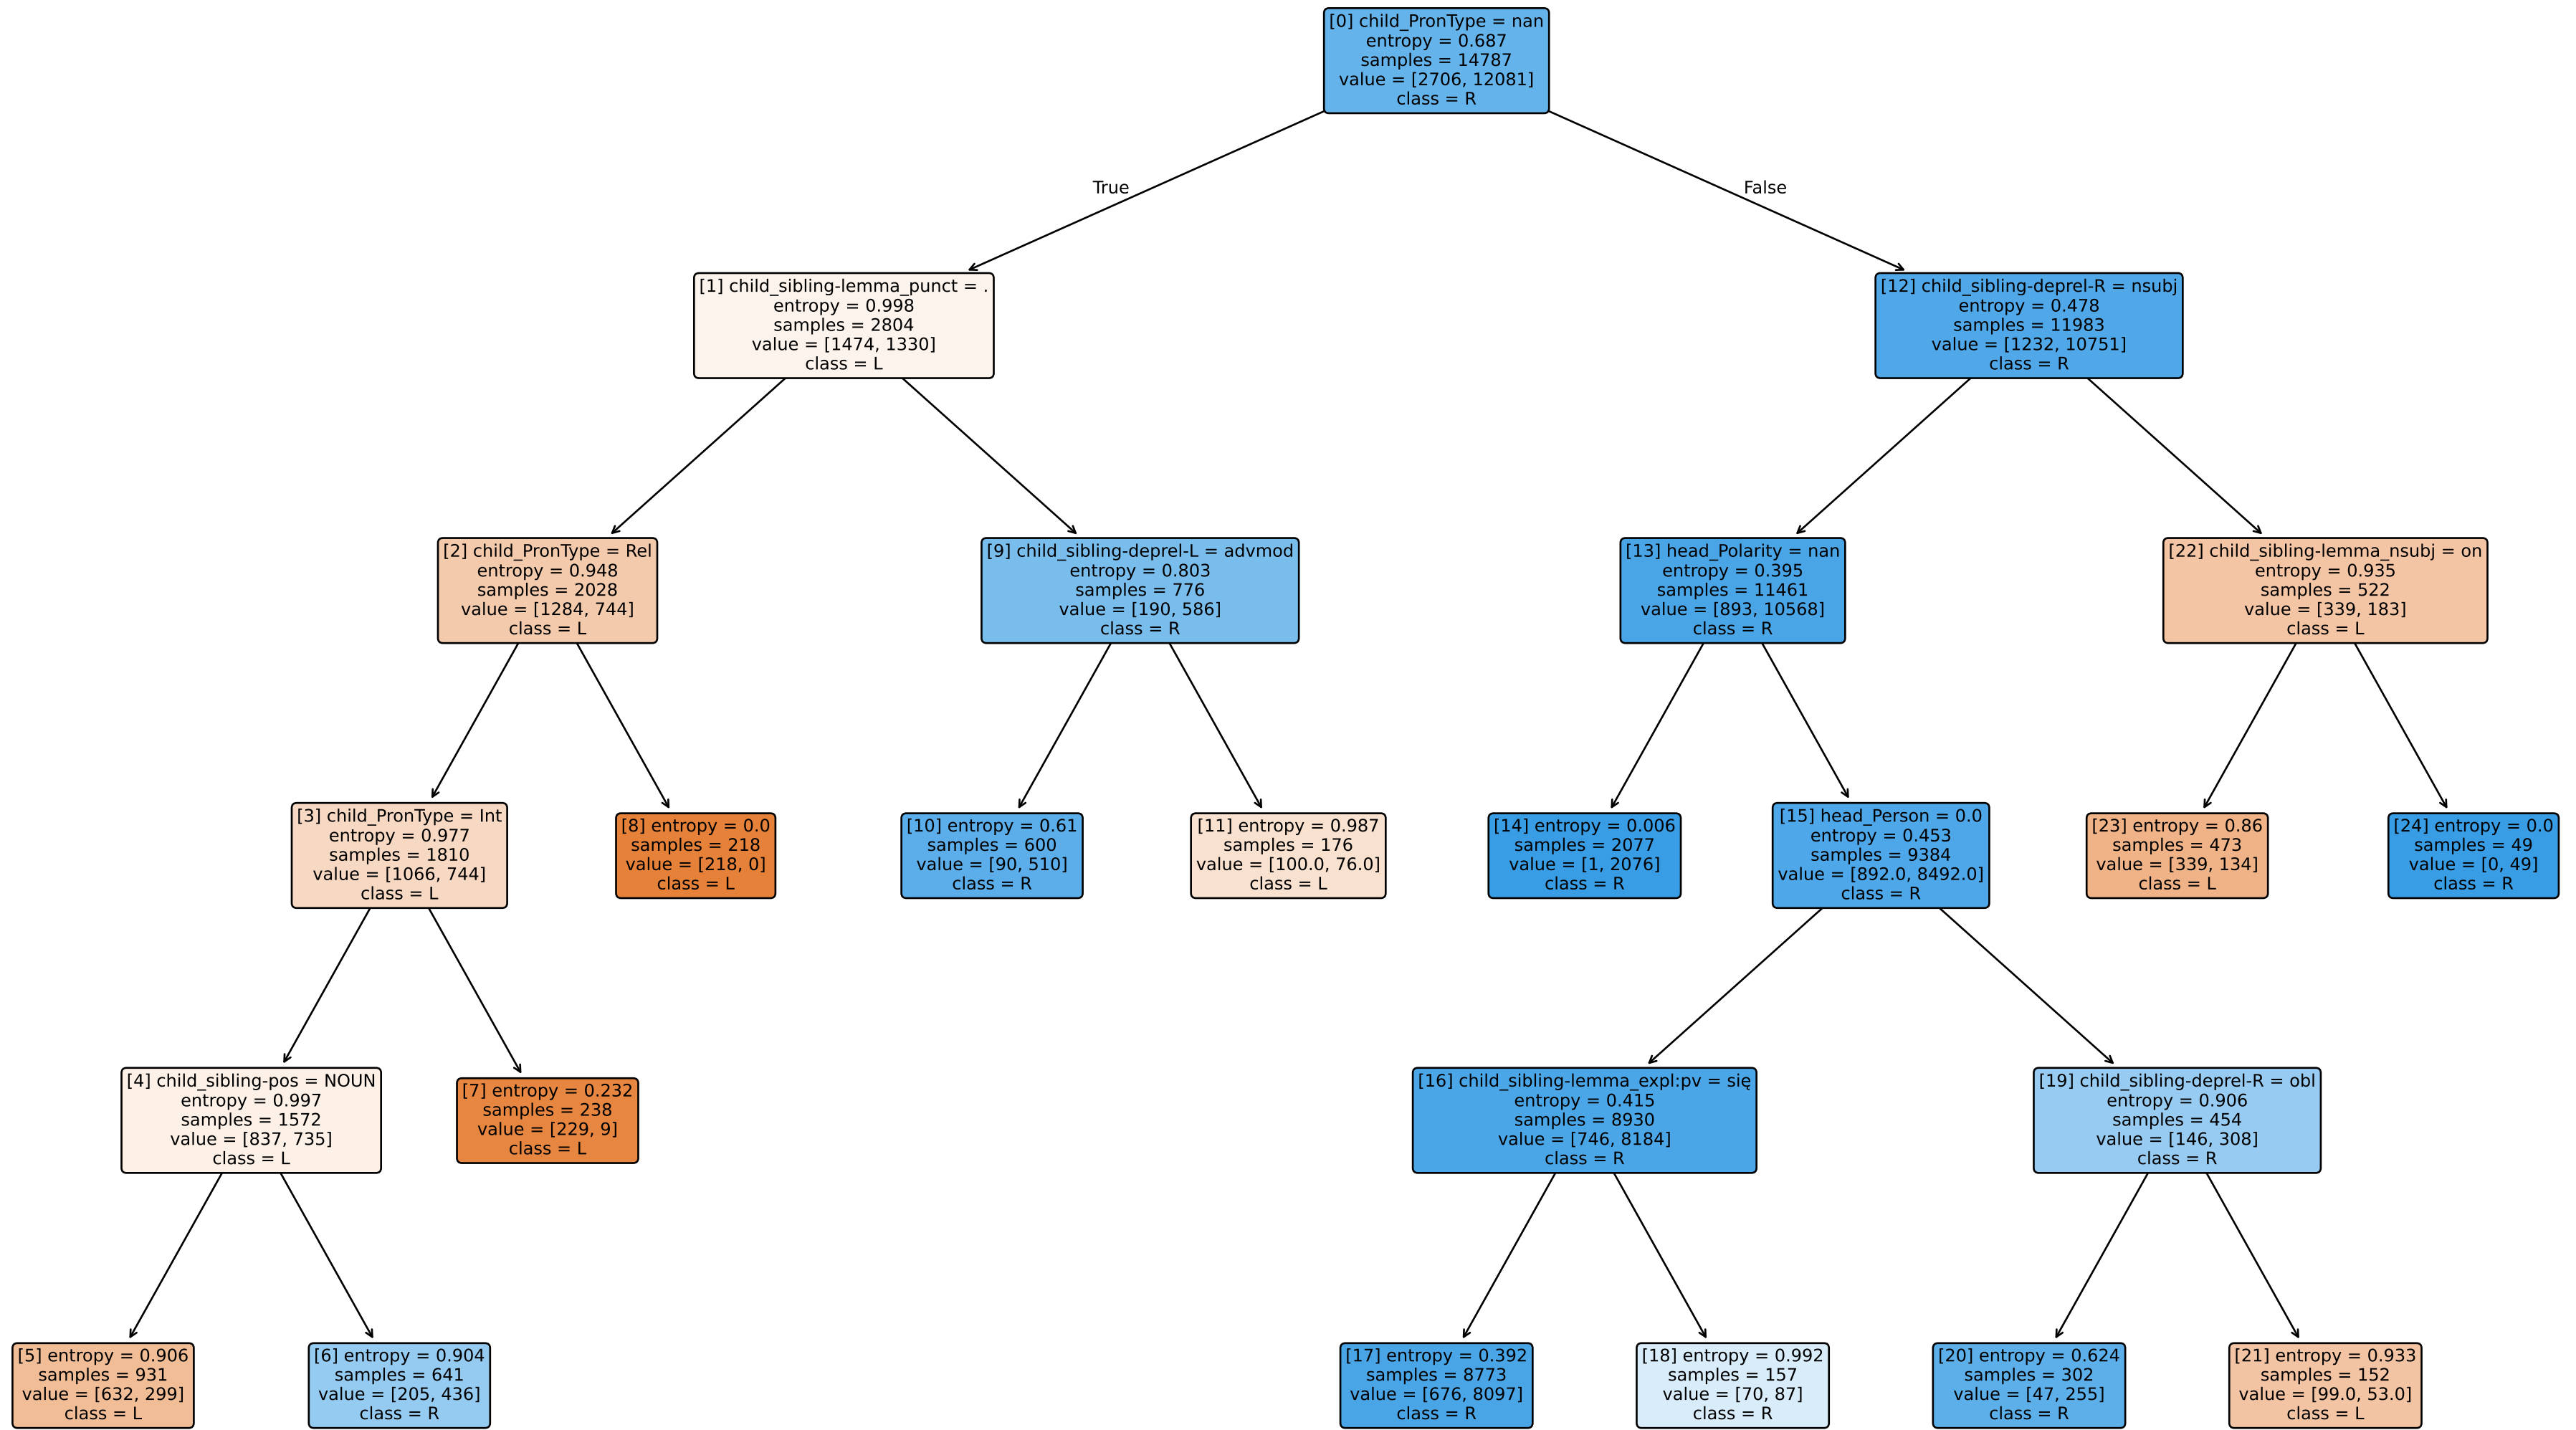 [0] child_PronType = nan
entropy = 0.687
samples = 14787
value = [2706, 12081]
class = R
True
False
[1] child_sibling-lemma_punct = .
entropy = 0.998
samples = 2804
value = [1474, 1330]
class = L
[12] child_sibling-deprel-R = nsubj
entropy = 0.478
samples = 11983
value = [1232, 10751]
class = R
[2] child_PronType = Rel
entropy = 0.948
samples = 2028
value = [1284, 744]
class = L
[9] child_sibling-deprel-L = advmod
entropy = 0.803
samples = 776
value = [190, 586]
class = R
[13] head_Polarity = nan
entropy = 0.395
samples = 11461
value = [893, 10568]
class = R
[22] child_sibling-lemma_nsubj = on
entropy = 0.935
samples = 522
value = [339, 183]
class = L
[3] child_PronType = Int
entropy = 0.977
samples = 1810
value = [1066, 744]
class = L
[8] entropy = 0.0
samples = 218
value = [218, 0]
class = L
[10] entropy = 0.61
samples = 600
value = [90, 510]
class = R
[11] entropy = 0.987
samples = 176
value = [100.0, 76.0]
class = L
[14] entropy = 0.006
samples = 2077
value = [1, 2076]
class = R
[15] head_Person = 0.0
entropy = 0.453
samples = 9384
value = [892.0, 8492.0]
class = R
[23] entropy = 0.86
samples = 473
value = [339, 134]
class = L
[24] entropy = 0.0
samples = 49
value = [0, 49]
class = R
[4] child_sibling-pos = NOUN
entropy = 0.997
samples = 1572
value = [837, 735]
class = L
[7] entropy = 0.232
samples = 238
value = [229, 9]
class = L
[16] child_sibling-lemma_expl:pv = się
entropy = 0.415
samples = 8930
value = [746, 8184]
class = R
[19] child_sibling-deprel-R = obl
entropy = 0.906
samples = 454
value = [146, 308]
class = R
[5] entropy = 0.906
samples = 931
value = [632, 299]
class = L
[6] entropy = 0.904
samples = 641
value = [205, 436]
class = R
[17] entropy = 0.392
samples = 8773
value = [676, 8097]
class = R
[18] entropy = 0.992
samples = 157
value = [70, 87]
class = R
[20] entropy = 0.624
samples = 302
value = [47, 255]
class = R
[21] entropy = 0.933
samples = 152
value = [99.0, 53.0]
class = L